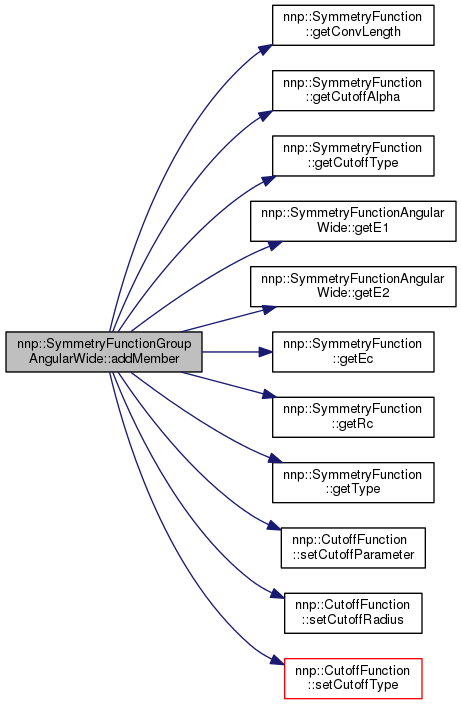 nnp::SymmetryFunction
::getConvLength
nnp::SymmetryFunction
::getCutoffAlpha
nnp::SymmetryFunction
::getCutoffType
nnp::SymmetryFunctionAngular
Wide::getE1
nnp::SymmetryFunctionAngular
Wide::getE2
nnp::SymmetryFunctionGroup
AngularWide::addMember
nnp::SymmetryFunction
::getEc
nnp::SymmetryFunction
::getRc
nnp::SymmetryFunction
::getType
nnp::CutoffFunction
::setCutoffParameter
nnp::CutoffFunction
::setCutoffRadius
nnp::CutoffFunction
::setCutoffType